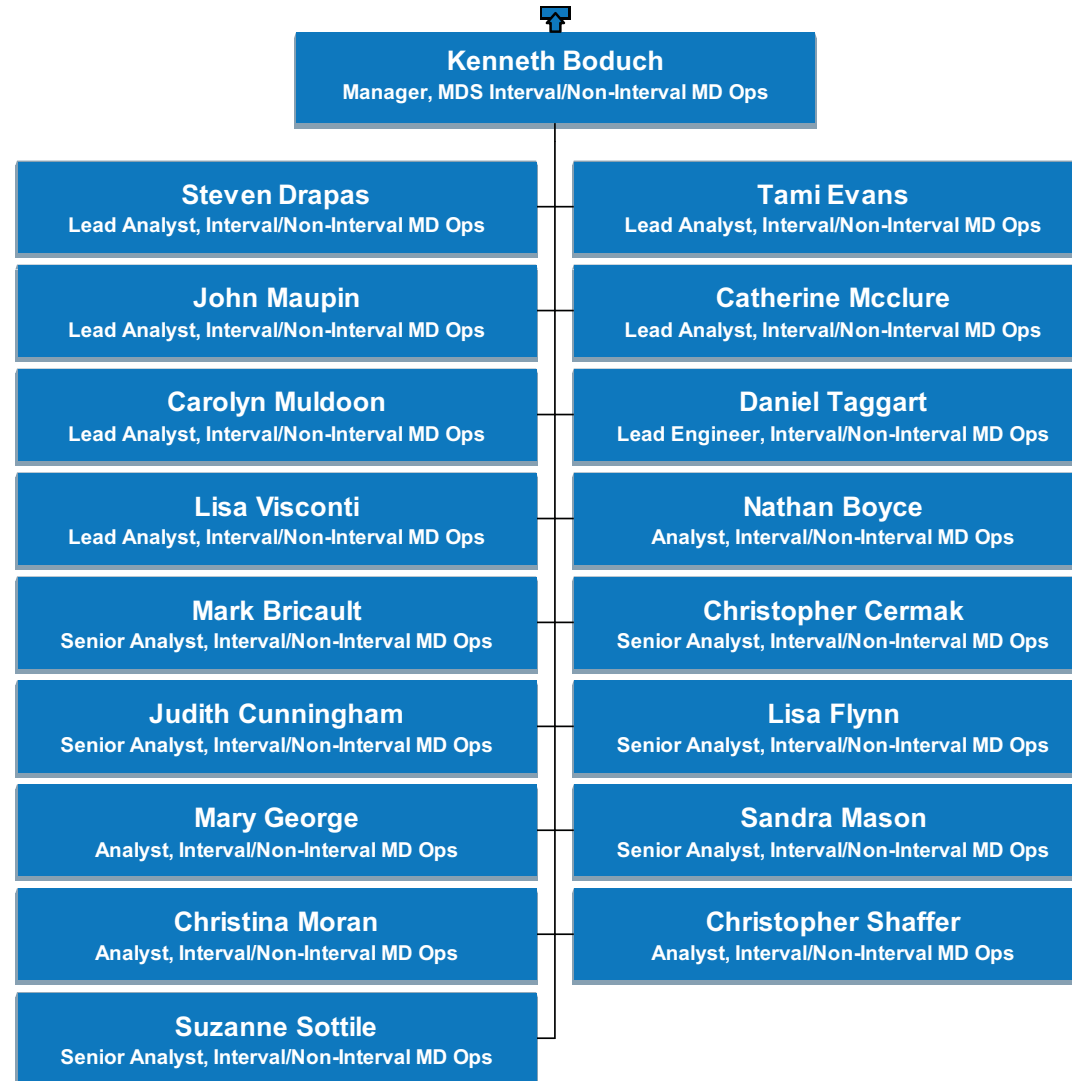 Kenneth Boduch
Manager, MDS Interval/Non-Interval MD Ops
Steven Drapas
Lead Analyst, Interval/Non-Interval MD Ops
Tami Evans
Lead Analyst, Interval/Non-Interval MD Ops
John Maupin
Lead Analyst, Interval/Non-Interval MD Ops
Catherine Mcclure
Lead Analyst, Interval/Non-Interval MD Ops
Carolyn Muldoon
Lead Analyst, Interval/Non-Interval MD Ops
Daniel Taggart
Lead Engineer, Interval/Non-Interval MD Ops
Lisa Visconti
Lead Analyst, Interval/Non-Interval MD Ops
Nathan Boyce
Analyst, Interval/Non-Interval MD Ops
Mark Bricault
Senior Analyst, Interval/Non-Interval MD Ops
Christopher Cermak
Senior Analyst, Interval/Non-Interval MD Ops
Judith Cunningham
Senior Analyst, Interval/Non-Interval MD Ops
Lisa Flynn
Senior Analyst, Interval/Non-Interval MD Ops
Mary George
Analyst, Interval/Non-Interval MD Ops
Sandra Mason
Senior Analyst, Interval/Non-Interval MD Ops
Christina Moran
Analyst, Interval/Non-Interval MD Ops
Christopher Shaffer
Analyst, Interval/Non-Interval MD Ops
Suzanne Sottile
Senior Analyst, Interval/Non-Interval MD Ops